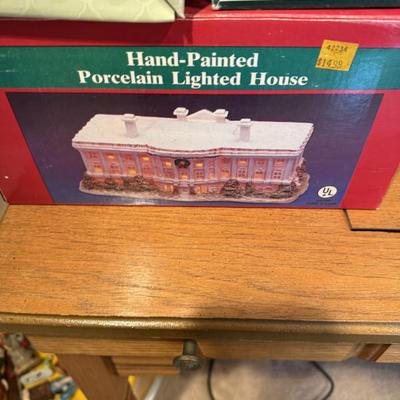 Hand-Painted
Porcelain Lighted House
$14.99
UL